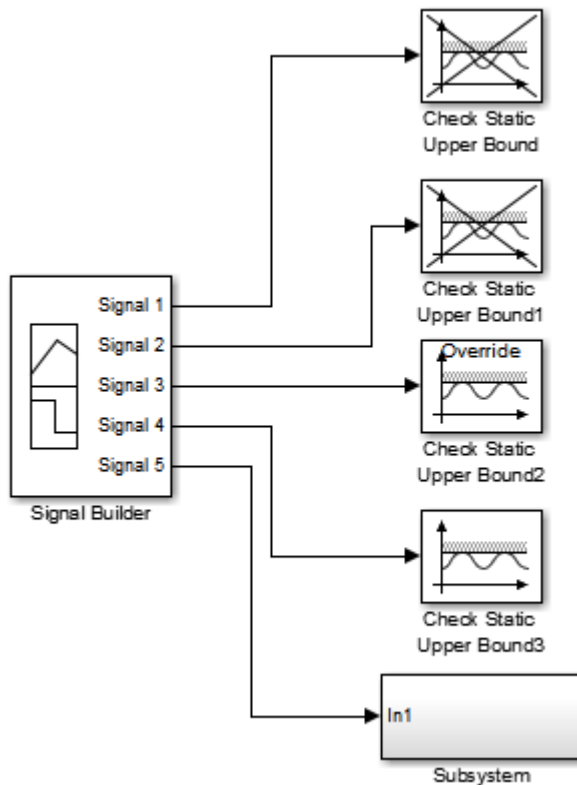 Check Static
Upper Bound
Check Static
Upper Bound1
Signal 1
Signal 2
Signal 3
Signal 4
Signal 5
Signal Builder
Override
Check Static
Upper Bound2
Check Static
Upper Bound3
In1
Subsystem